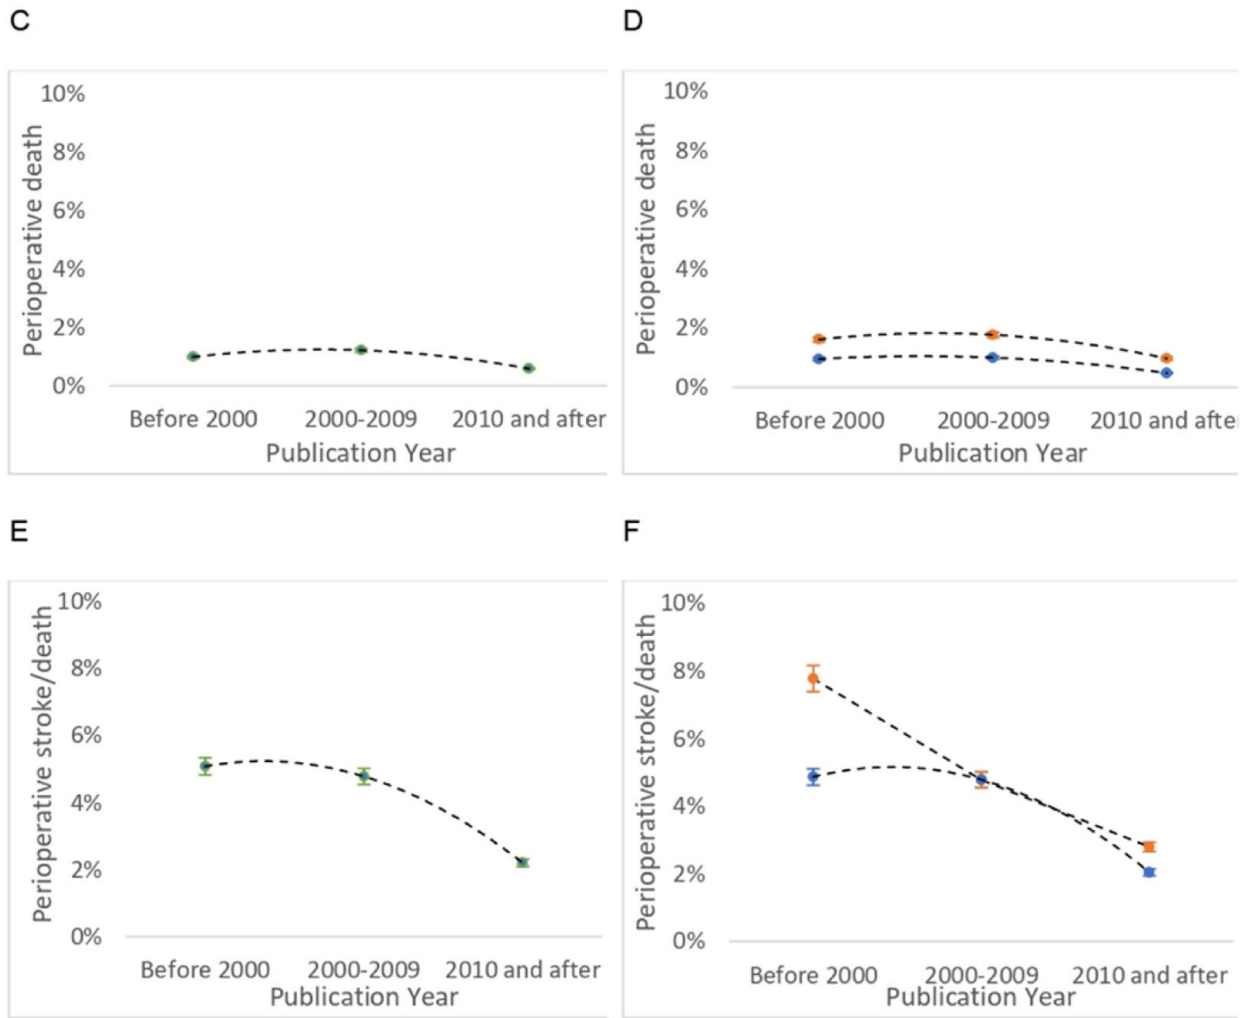 C
Perioperative death
10%
8%
6%
4%
2%
0%
Before 2000 2000-2009 2010 and after
Publication Year
D
Perioperative death
10%
8%
6%
4%
2%
0%
Before 2000 2000-2009 2010 and after
Publication Year
E
Perioperative stroke/death
10%
8%
6%
4%
2%
0%
Before 2000 2000-2009 2010 and after
Publication Year
F
Perioperative stroke/death
10%
8%
6%
4%
2%
0%
Before 2000 2000-2009 2010 and after
Publication Year